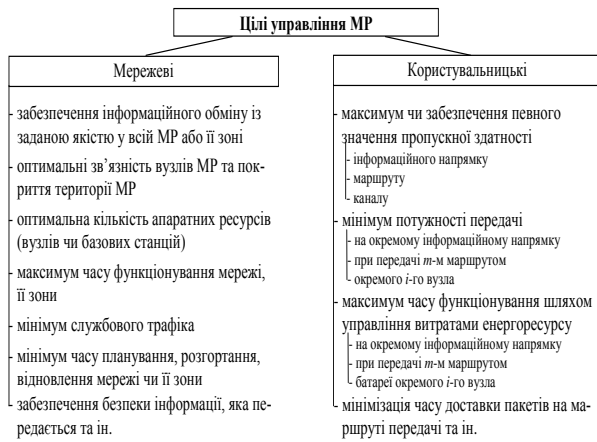 Цілі управління МР
Мережеві
- забезпечення інформаційного обміну із
заданою якістю у всій МР або її зоні
- оптимальні зв’язність вузлів МР та пок-
риття території МР
- оптимальна кількість апаратних ресурсів
(вузлів чи базових станцій)
- максимум часу функціонування мережі,
її зони
- мінімум службового трафіка
- мінімум часу планування, розгортання,
відновлення мережі чи її зони
- забезпечення безпеки інформації, яка пе-
редається та ін.
Користувальницькі
- максимум чи забезпечення певного
значення пропускної здатності
- інформаційного напрямку
- маршруту
- каналу
- мінімум потужності передачі
- на окремому інформаційному напрямку
- при передачі m-м маршрутом
- окремого i-го вузла
- максимум часу функціонування шляхом
управління витратами енергоресурсу
- на окремому інформаційному напрямку
- при передачі m-м маршрутом
- батареї окремого i-го вузла
- мінімізація часу доставки пакетів на ма-
ршруті передачі та ін.